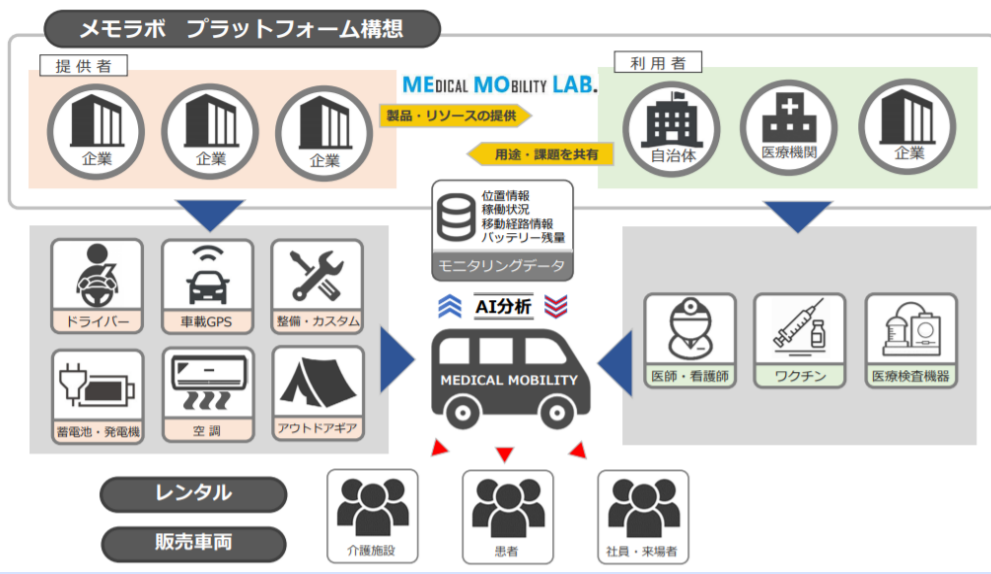 メモラボ　プラットフォーム構想
提供者
企業
企業
企業
MEDICAL MOBILITY LAB.
製品・リソースの提供
用途・課題を共有
利用者
自治体
医療機関
企業
位置情報
稼働状況
移動経路情報
バッテリー残量
モニタリングデータ
AI分析
MEDICAL MOBILITY
ドライバー
車載GPS
整備・カスタム
蓄電池・発電機
空調
アウトドアギア
医師・看護師
ワクチン
医療検査機器
レンタル
販売車両
介護施設
患者
社員・来場者